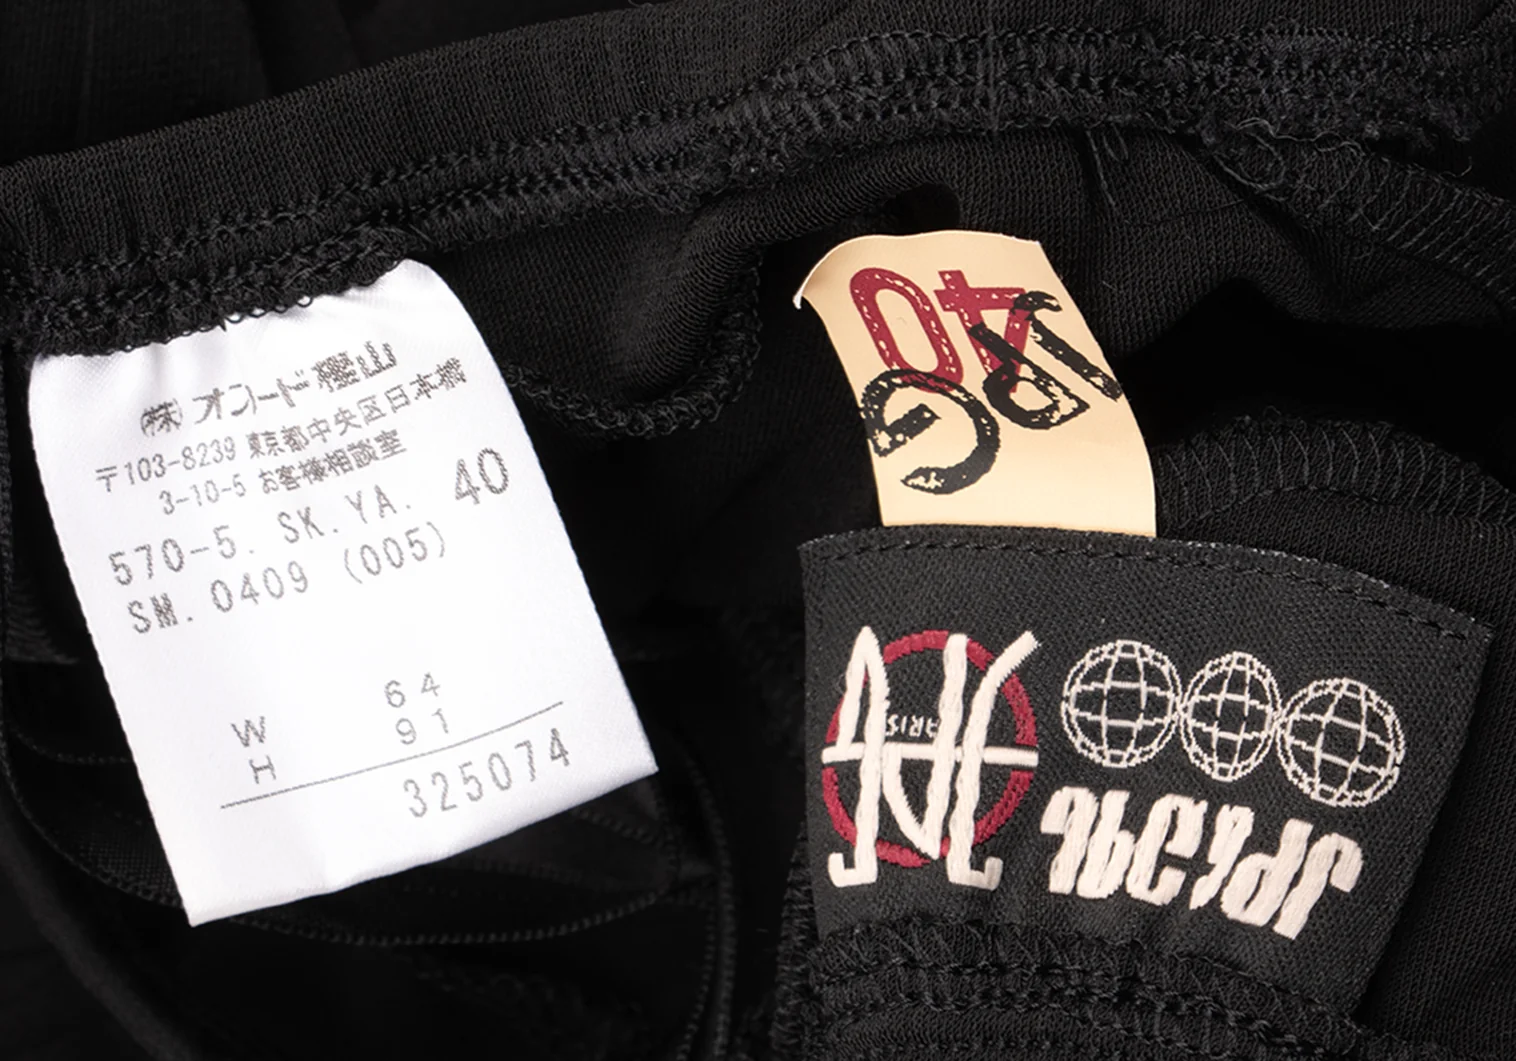 (株)オンワード樫山
〒103-8239 東京都中央区日本橋
3-10-5 お客様相談室
570-5. SK.YA. 40
SM. 0409 (005)
W 64
H 91
325074
40
PARIS